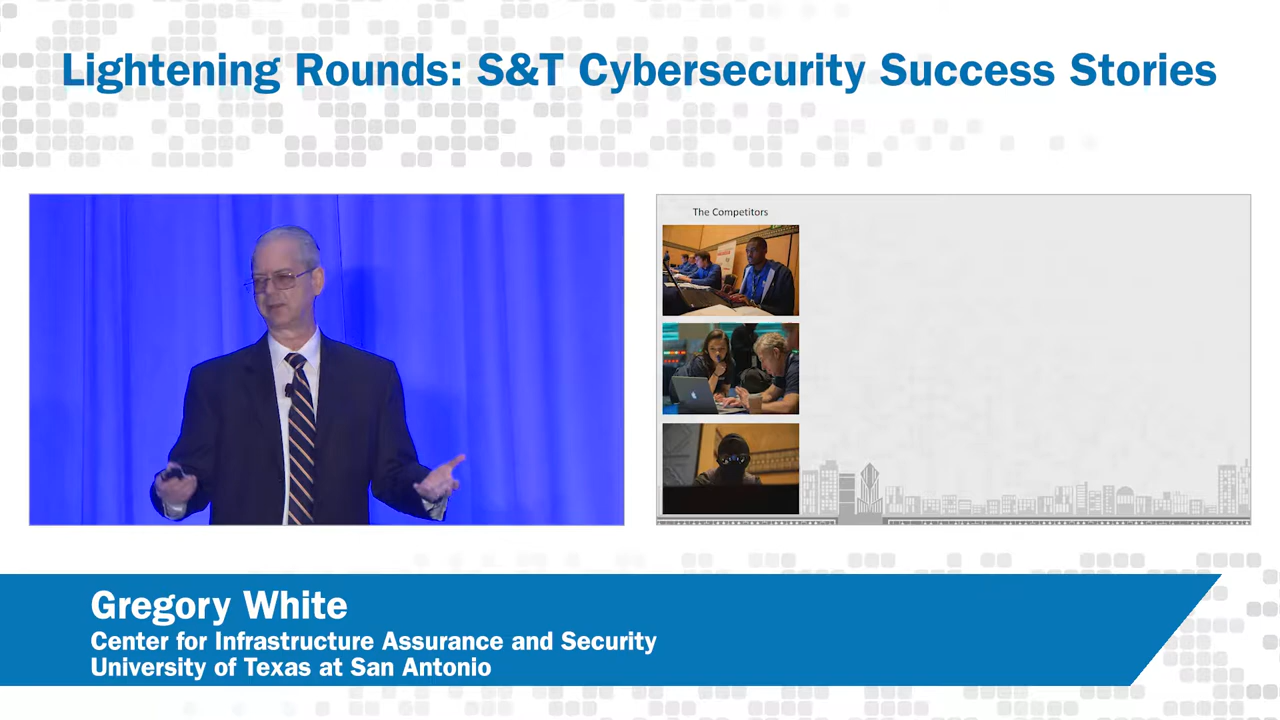 Lightening Rounds: S&T Cybersecurity Success Stories
The Competitors
Gregory White
Center for Infrastructure Assurance and Security
University of Texas at San Antonio